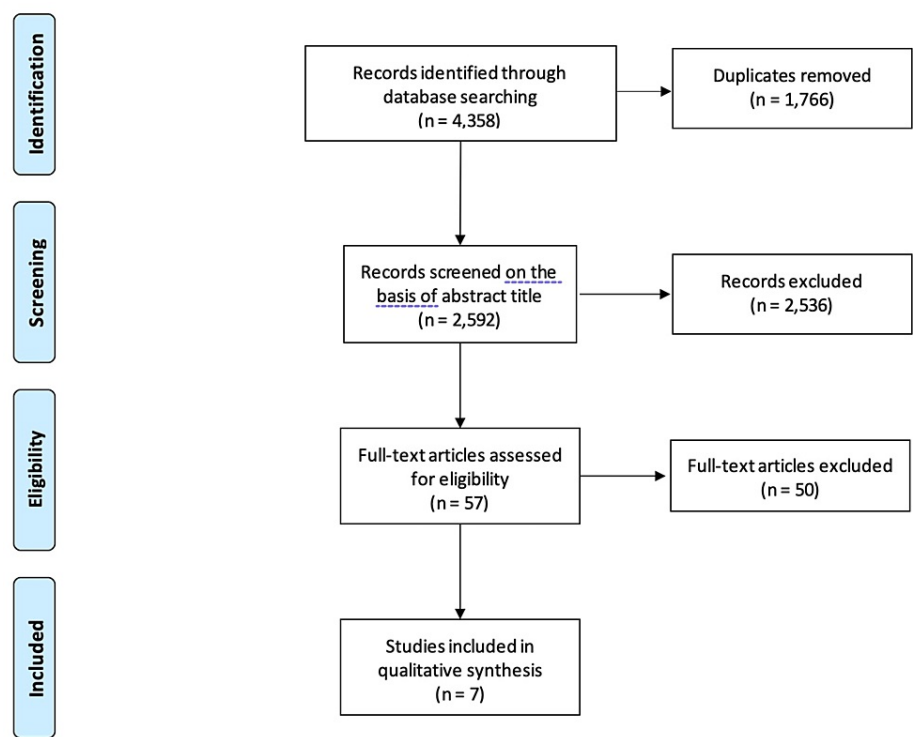 Identification
Records identified through
database searching
(n = 4,358)
Duplicates removed
(n = 1,766)
Screening
Records screened on the
basis of abstract title
(n = 2,592)
Records excluded
(n = 2,536)
Eligibility
Full-text articles assessed
for eligibility
(n = 57)
Full-text articles excluded
(n = 50)
Included
Studies included in
qualitative synthesis
(n = 7)